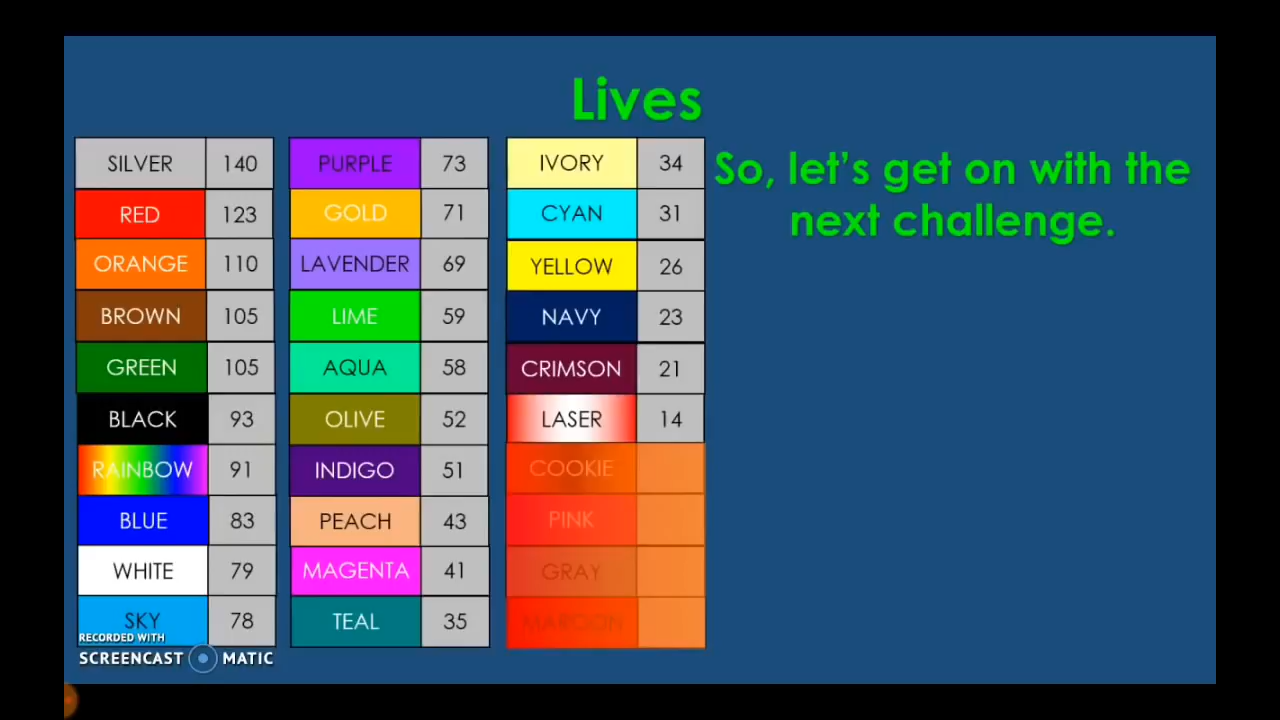 Lives
SILVER 140
RED 123
ORANGE 110
BROWN 105
GREEN 105
BLACK 93
RAINBOW 91
BLUE 83
WHITE 79
SKY 78
PURPLE 73
GOLD 71
LAVENDER 69
LIME 59
AQUA 58
OLIVE 52
INDIGO 51
PEACH 43
MAGENTA 41
TEAL 35
IVORY 34
CYAN 31
YELLOW 26
NAVY 23
CRIMSON 21
LASER 14
COOKIE
PINK
GRAY
MAROON
So, let's get on with the
next challenge.
RECORDED WITH
SCREENCAST MATIC